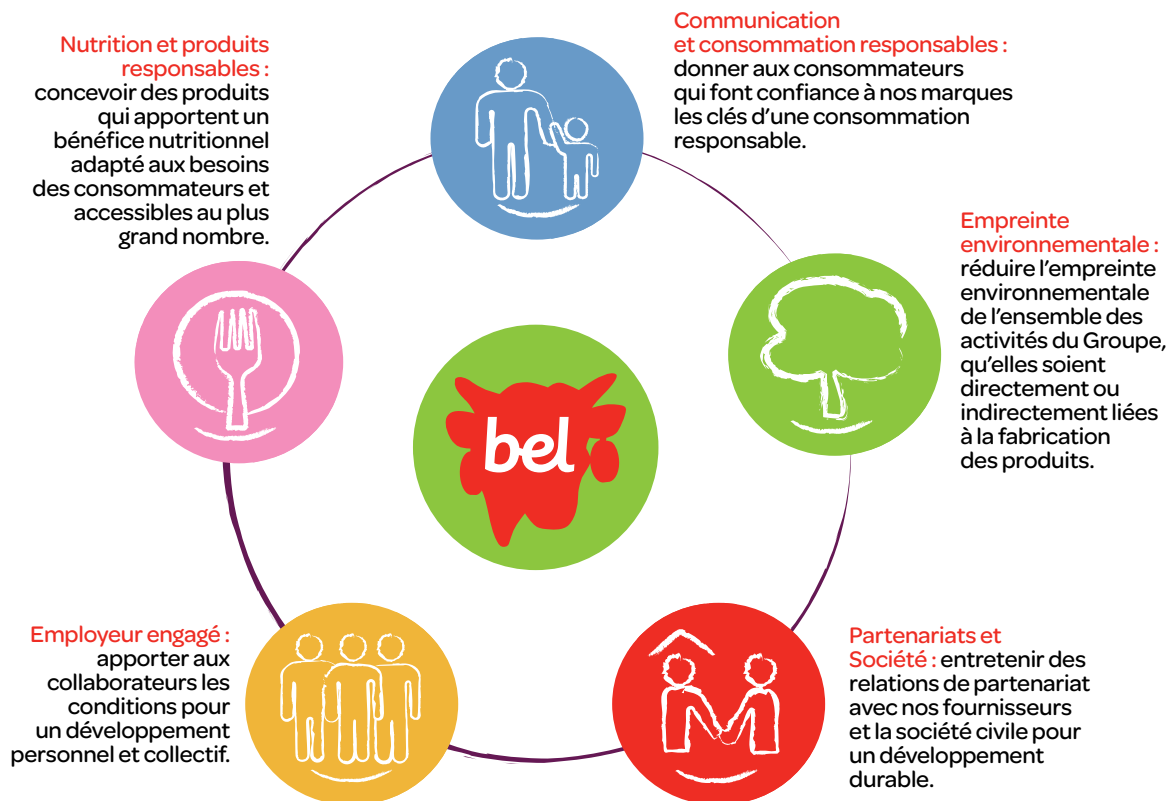 Nutrition et produits
responsables :
concevoir des produits
qui apportent un
bénéfice nutritionnel
adapté aux besoins
des consommateurs et
accessibles au plus
grand nombre.
Communication
et consommation responsables :
donner aux consommateurs
qui font confiance à nos marques
les clés d’une consommation
responsable.
Empreinte
environnementale :
réduire l’empreinte
environnementale
de l’ensemble des
activités du Groupe,
qu’elles soient
directement ou
indirectement liées
à la fabrication
des produits.
bel
Employeur engagé :
apporter aux
collaborateurs les
conditions pour
un développement
personnel et collectif.
Partenariats et
Société : entretenir des
relations de partenariat
avec nos fournisseurs
et la société civile pour
un développement
durable.